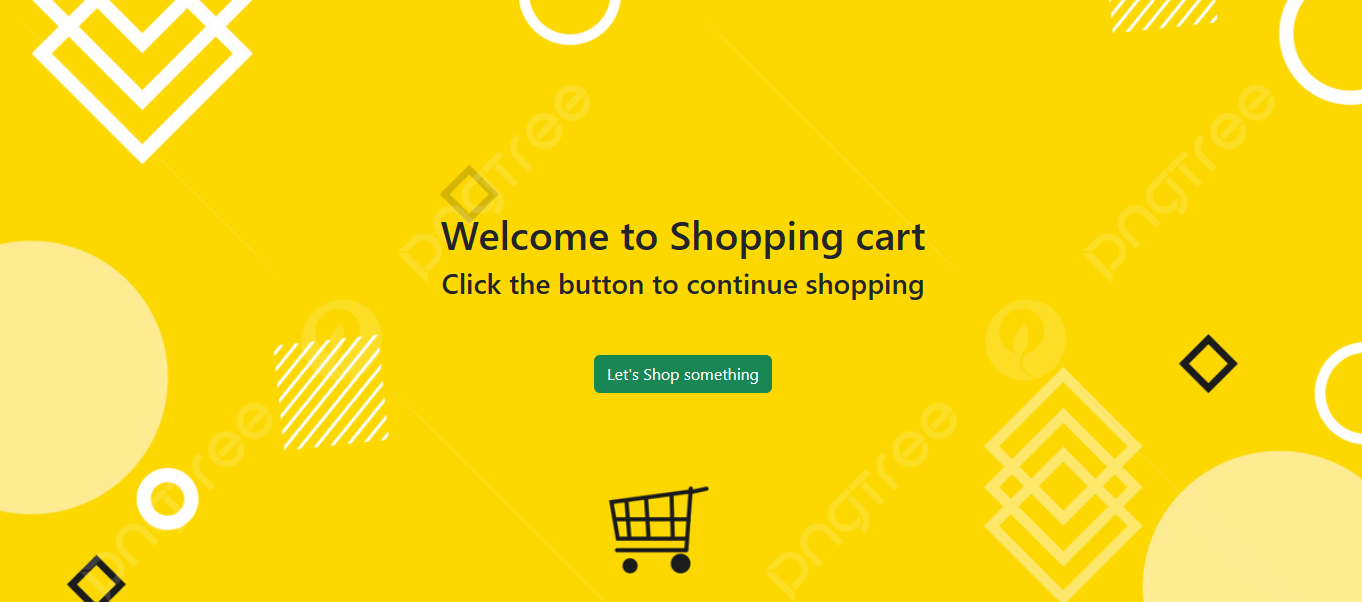 pngtree
pngtree
Welcome to Shopping cart
Click the button to continue shopping
Let's Shop something
pngtree
pngtree
pngtree